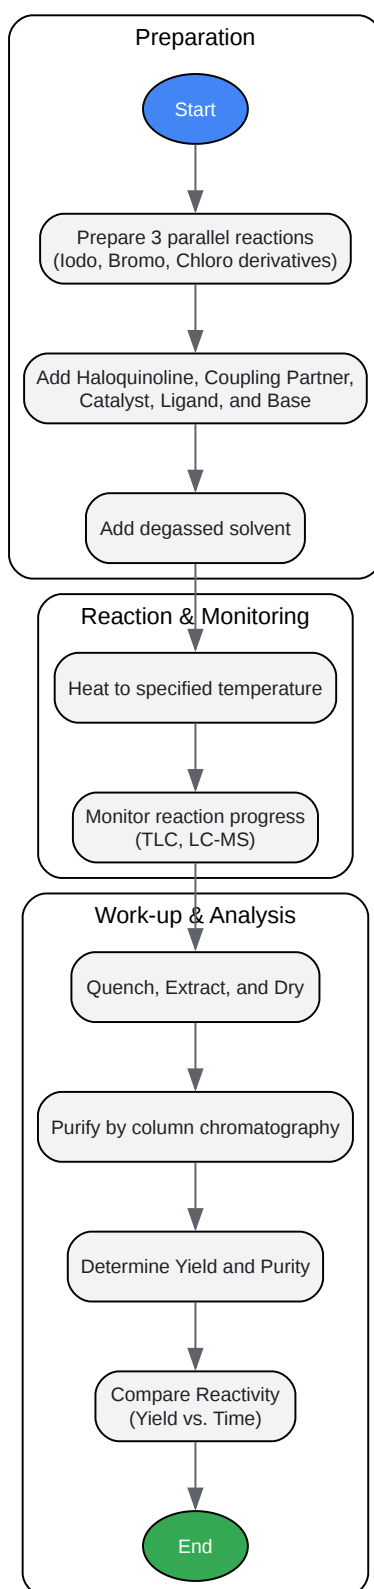 Preparation
Start
Prepare 3 parallel reactions
(Iodo, Bromo, Chloro derivatives)
Add Haloquinoline, Coupling Partner,
Catalyst, Ligand, and Base
Add degassed solvent
Reaction & Monitoring
Heat to specified temperature
Monitor reaction progress
(TLC, LC-MS)
Work-up & Analysis
Quench, Extract, and Dry
Purify by column chromatography
Determine Yield and Purity
Compare Reactivity
(Yield vs. Time)
End